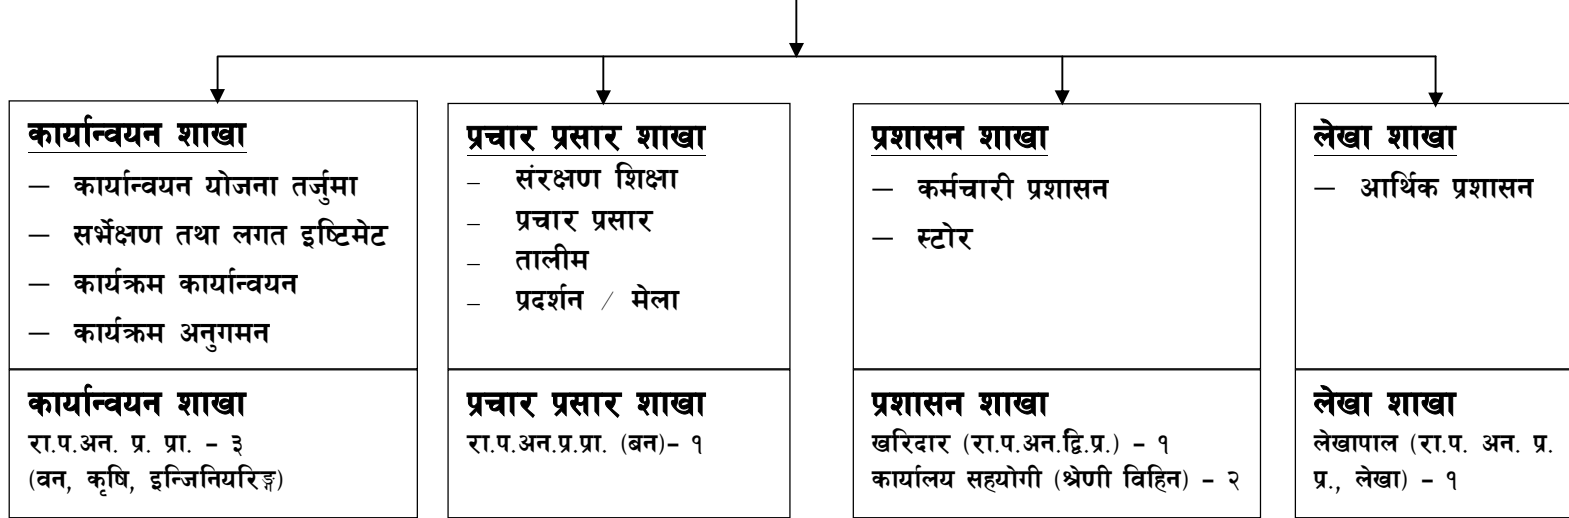 कार्यान्वयन शाखा
– कार्यान्वयन योजना तर्जुमा
– सर्भेक्षण तथा लगत इष्टिमेट
– कार्यक्रम कार्यान्वयन
– कार्यक्रम अनुगमन
प्रचार प्रसार शाखा
– संरक्षण शिक्षा
– प्रचार प्रसार
– तालीम
– प्रदर्शन / मेला
प्रशासन शाखा
– कर्मचारी प्रशासन
– स्टोर
लेखा शाखा
– आर्थिक प्रशासन
कार्यान्वयन शाखा
रा.प.अन. प्र. प्रा. – ३
(वन, कृषि, इन्जिनियरिङ्ग)
प्रचार प्रसार शाखा
रा.प.अन.प्र.प्रा. (बन)– १
प्रशासन शाखा
खरिदार (रा.प.अन.द्वि.प्र.) – १
कार्यालय सहयोगी (श्रेणी विहिन) – २
लेखा शाखा
लेखापाल (रा.प. अन. प्र.
प्र., लेखा) – १